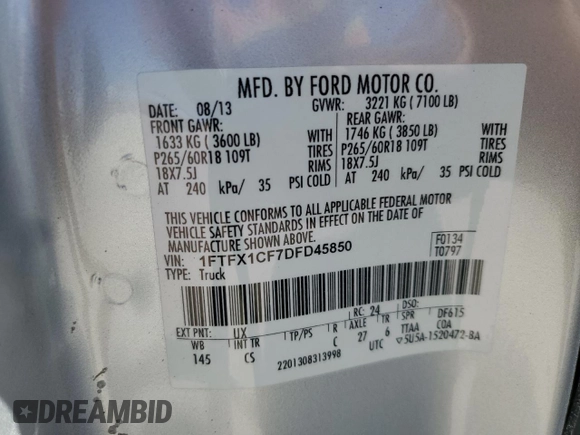 MFD. BY FORD MOTOR CO.
DATE: 08/13 GVWR: 3221 KG ( 7100 LB)
FRONT GAWR: REAR GAWR:
1633 KG ( 3600 LB) WITH 1746 KG ( 3850 LB) WITH
P265/60R18 109T TIRES P265/60R18 109T TIRES
18X7.5J RIMS 18X7.5J RIMS
AT 240 kPa/ 35 PSI COLD AT 240 kPa/ 35 PSI COLD
THIS VEHICLE CONFORMS TO ALL APPLICABLE FEDERAL MOTOR
VEHICLE SAFETY STANDARDS IN EFFECT ON THE DATE OF
MANUFACTURE SHOWN ABOVE.
VIN: 1FTFX1CF7DFD45850 F0134
TYPE: Truck T0797
EXT PNT: UX RC: 24 DSO:
WB INT TR TP/PS R AXLE TR SPR DF615
145 CS C 27 6 TTAA COA
2201308313998 UTC ▽5U5A-1520472-BA
DREAMBID